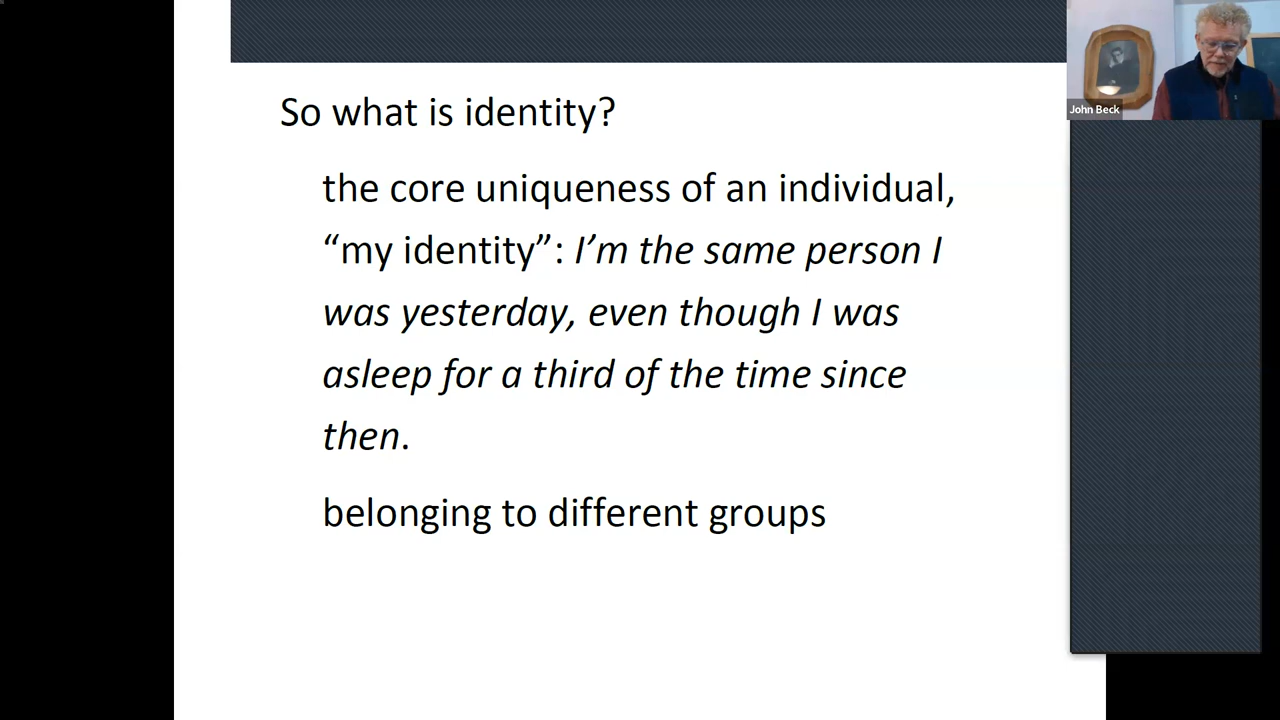 So what is identity?
the core uniqueness of an individual,
“my identity”: I’m the same person I
was yesterday, even though I was
asleep for a third of the time since
then.
belonging to different groups
John Beck